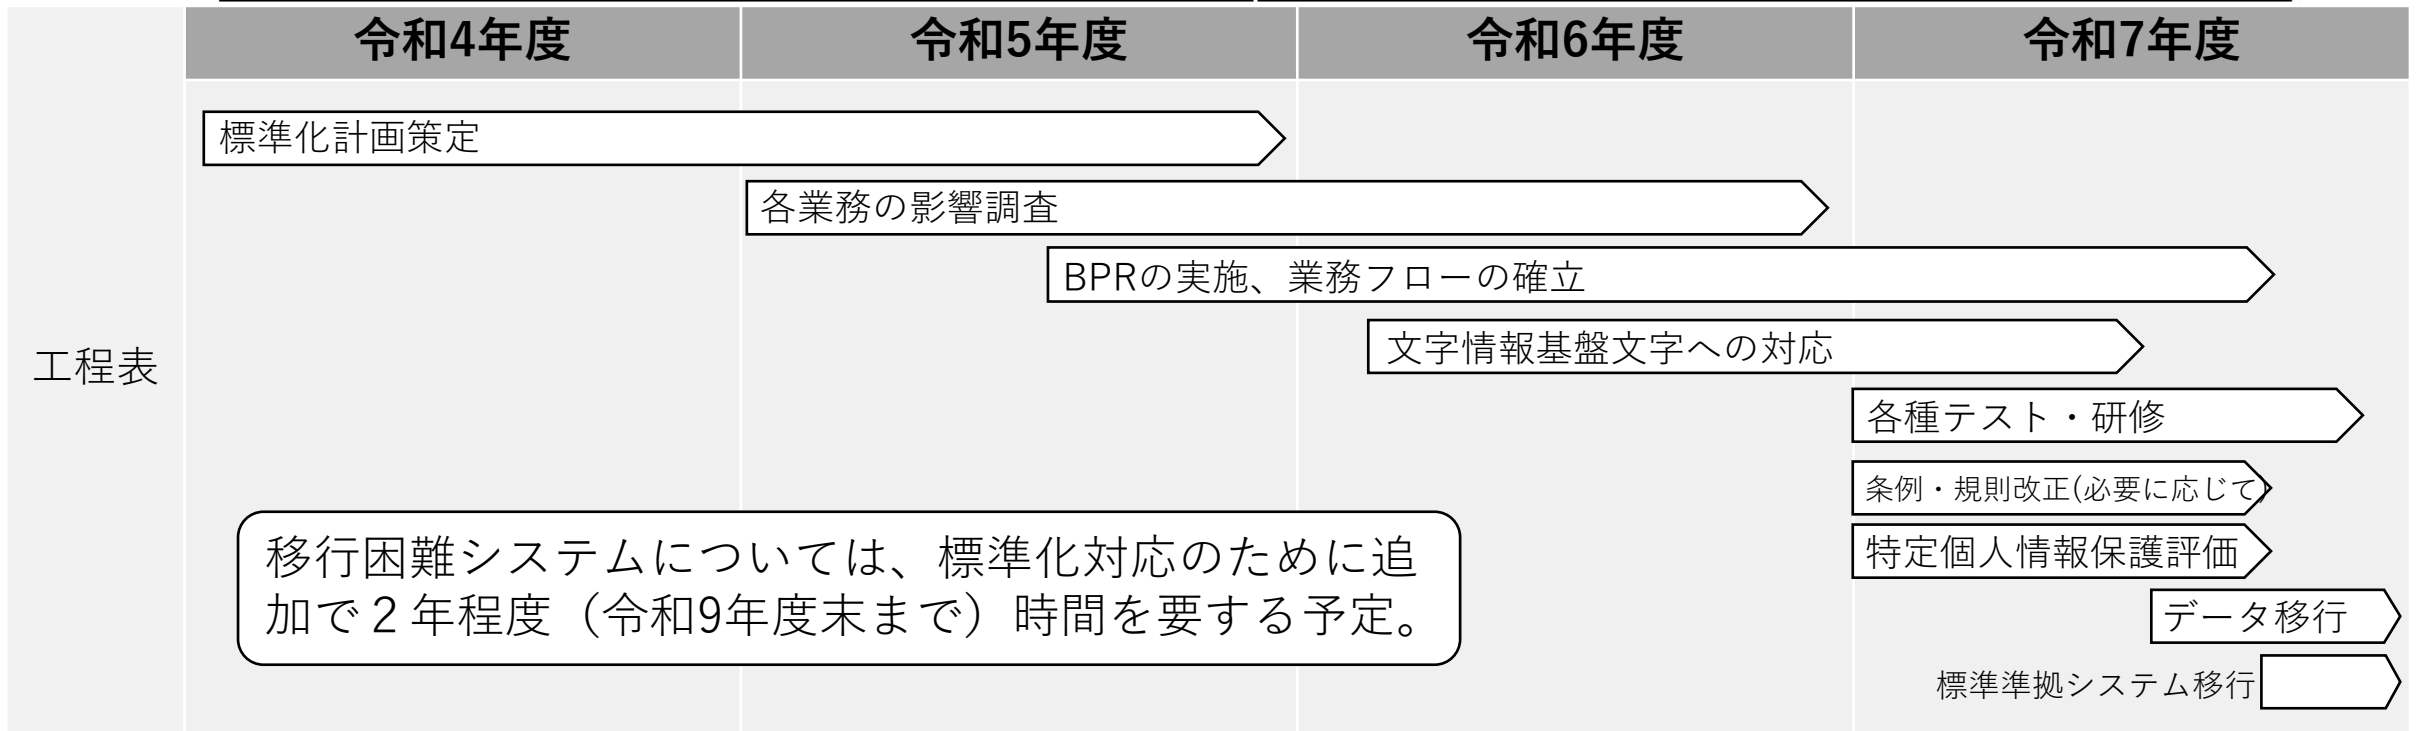 令和4年度
令和5年度
令和6年度
令和7年度
工程表
標準化計画策定
各業務の影響調査
BPRの実施、業務フローの確立
文字情報基盤文字への対応
各種テスト・研修
条例・規則改正(必要に応じて)
特定個人情報保護評価
データ移行
標準準拠システム移行
移行困難システムについては、標準化対応のために追
加で２年程度（令和9年度末まで）時間を要する予定。